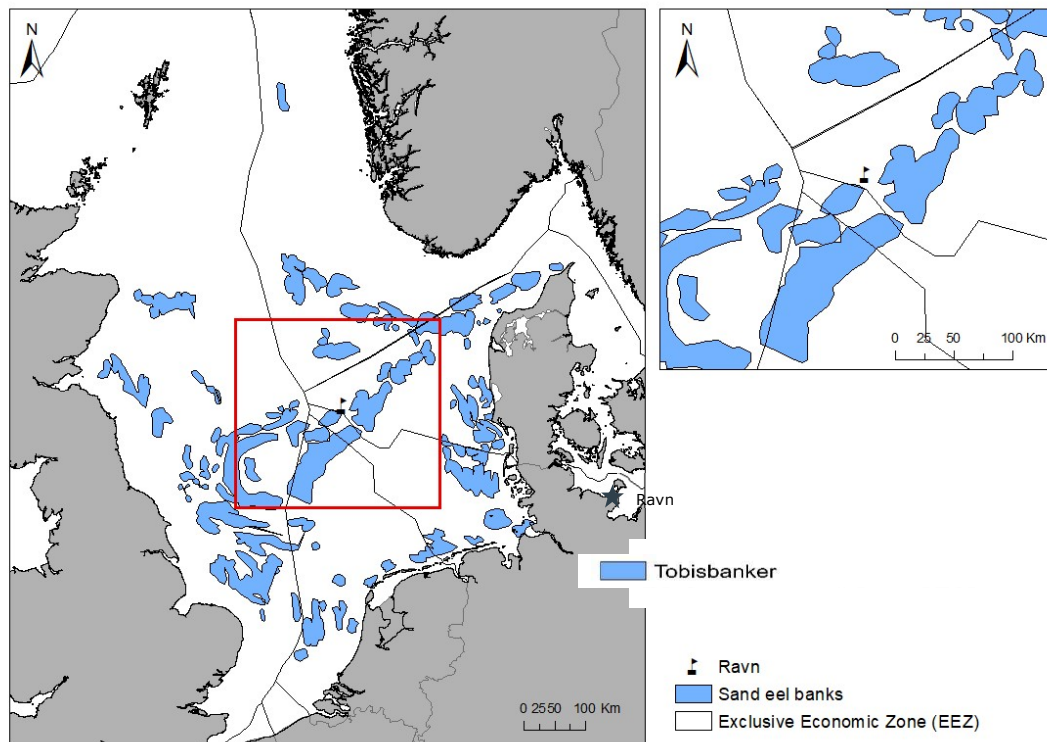 N
N
0 25 50 100 Km
Ravn
Tobisbanker
0 2550 100 Km
Ravn
Sand eel banks
Exclusive Economic Zone (EEZ)